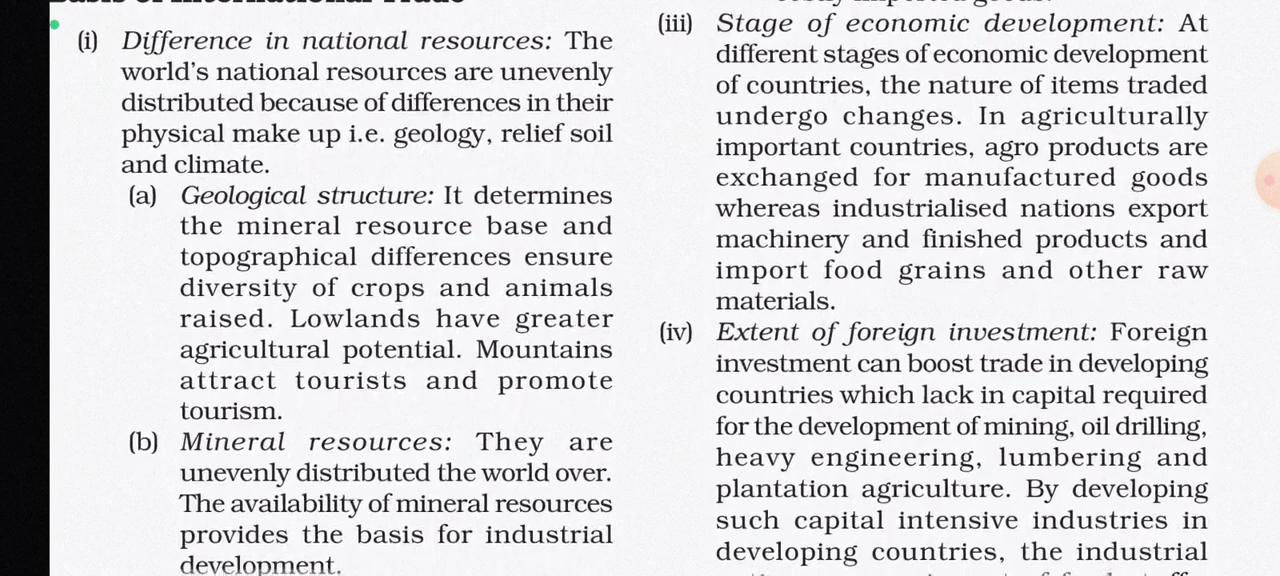 Basis of International Trade
(i) Difference in national resources: The
world's national resources are unevenly
distributed because of differences in their
physical make up i.e. geology, relief soil
and climate.
(a) Geological structure: It determines
the mineral resource base and
topographical differences ensure
diversity of crops and animals
raised. Lowlands have greater
agricultural potential. Mountains
attract tourists and promote
tourism.
(b) Mineral resources: They are
unevenly distributed the world over.
The availability of mineral resources
provides the basis for industrial
development.
(iii) Stage of economic development: At
different stages of economic development
of countries, the nature of items traded
undergo changes. In agriculturally
important countries, agro products are
exchanged for manufactured goods
whereas industrialised nations export
machinery and finished products and
import food grains and other raw
materials.
(iv) Extent of foreign investment: Foreign
investment can boost trade in developing
countries which lack in capital required
for the development of mining, oil drilling,
heavy engineering, lumbering and
plantation agriculture. By developing
such capital intensive industries in
developing countries, the industrial